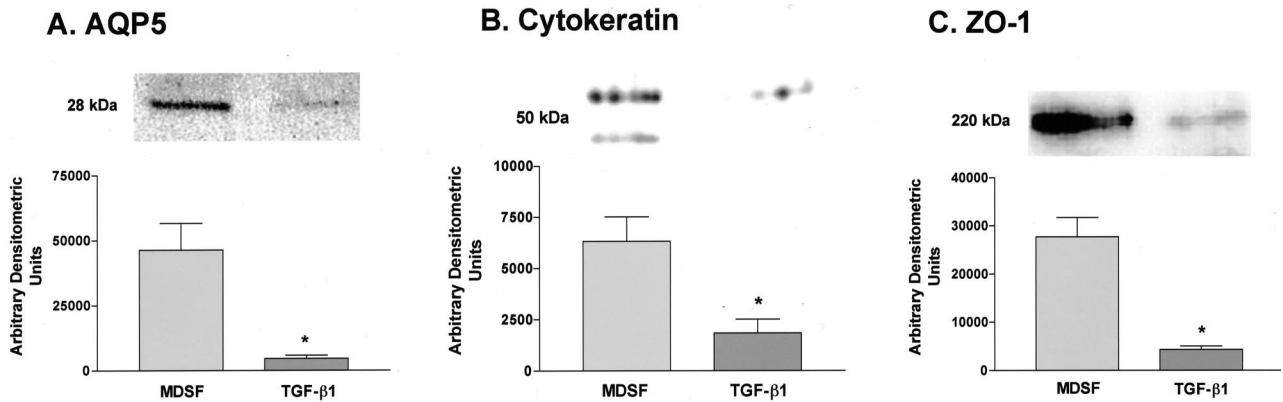 A. AQP5
28 kDa
Arbitrary Densitometric
Units
75000
50000
25000
0
*
MDSF
TGF-β1
B. Cytokeratin
50 kDa
Arbitrary Densitometric
Units
10000
7500
5000
2500
0
*
MDSF
TGF-β1
C. ZO-1
220 kDa
Arbitrary Densitometric
Units
40000
30000
20000
10000
0
*
MDSF
TGF-β1